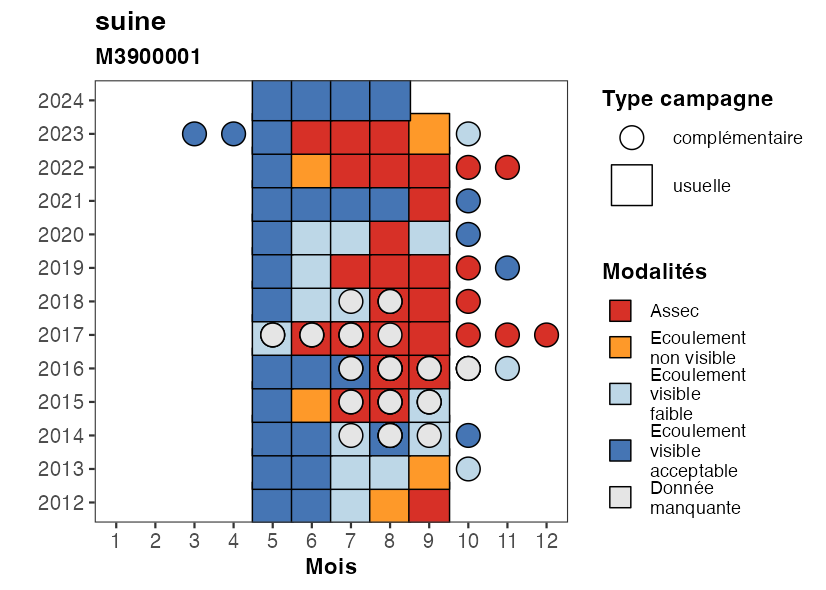 suine
M3900001
2024
2023
2022
2021
2020
2019
2018
2017
2016
2015
2014
2013
2012
1 2 3 4 5 6 7 8 9 10 11 12
Mois
Type campagne
complémentaire
usuelle
Modalités
Assec
Ecoulement
non visible
Ecoulement
visible
faible
Ecoulement
visible
acceptable
Donnée
manquante